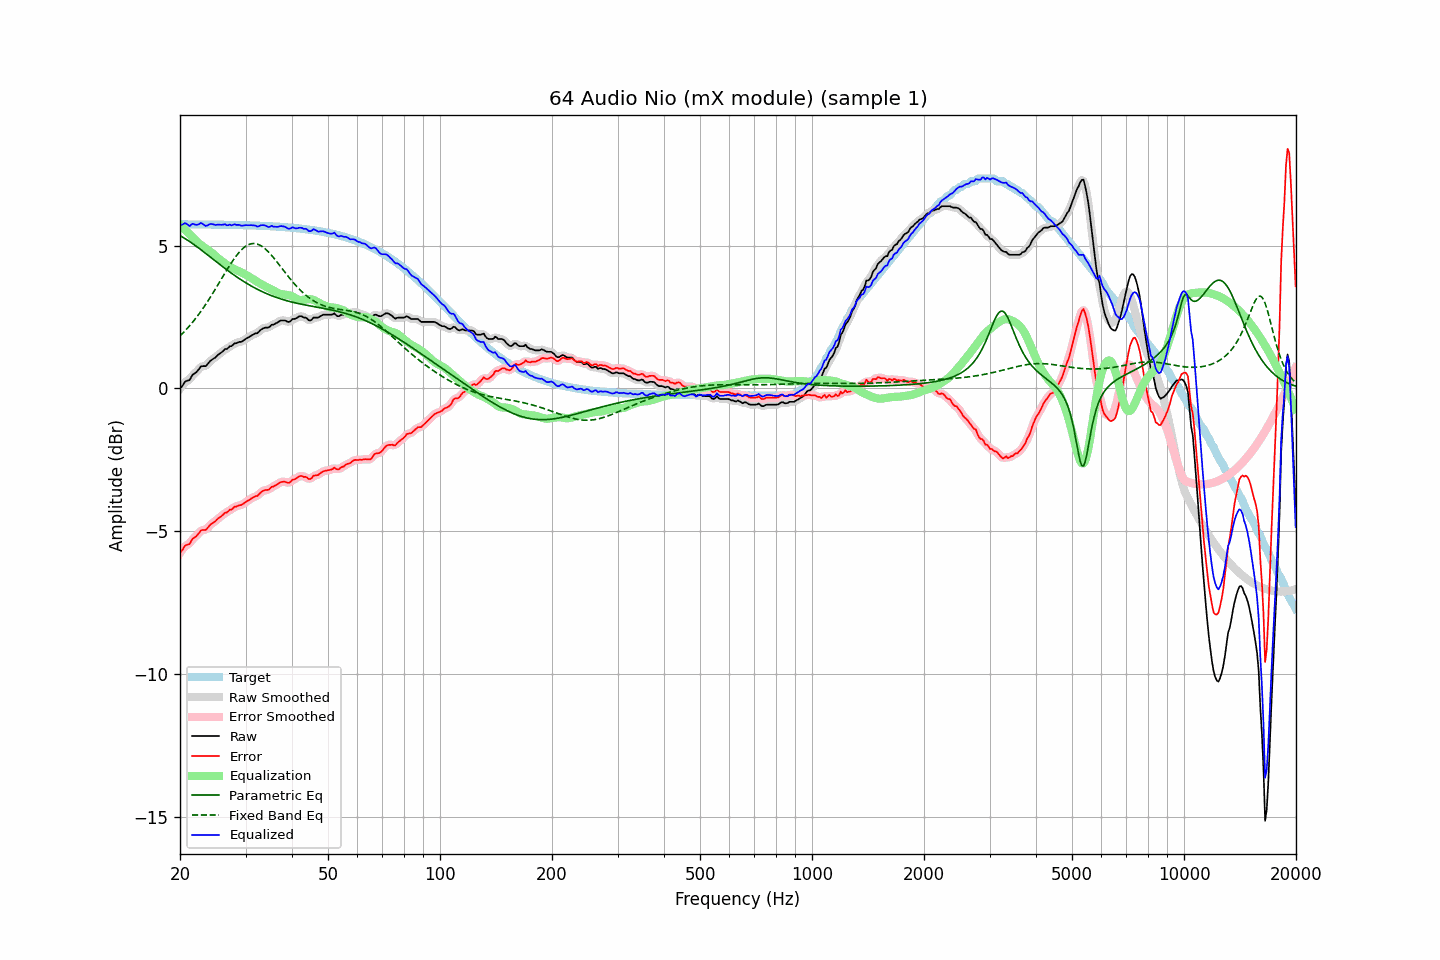 64 Audio Nio (mX module) (sample 1)
Amplitude (dBr)
5
0
−5
−10
−15
Target
Raw Smoothed
Error Smoothed
Raw
Error
Equalization
Parametric Eq
Fixed Band Eq
Equalized
20
50
100
200
500
1000
2000
5000
10000
20000
Frequency (Hz)